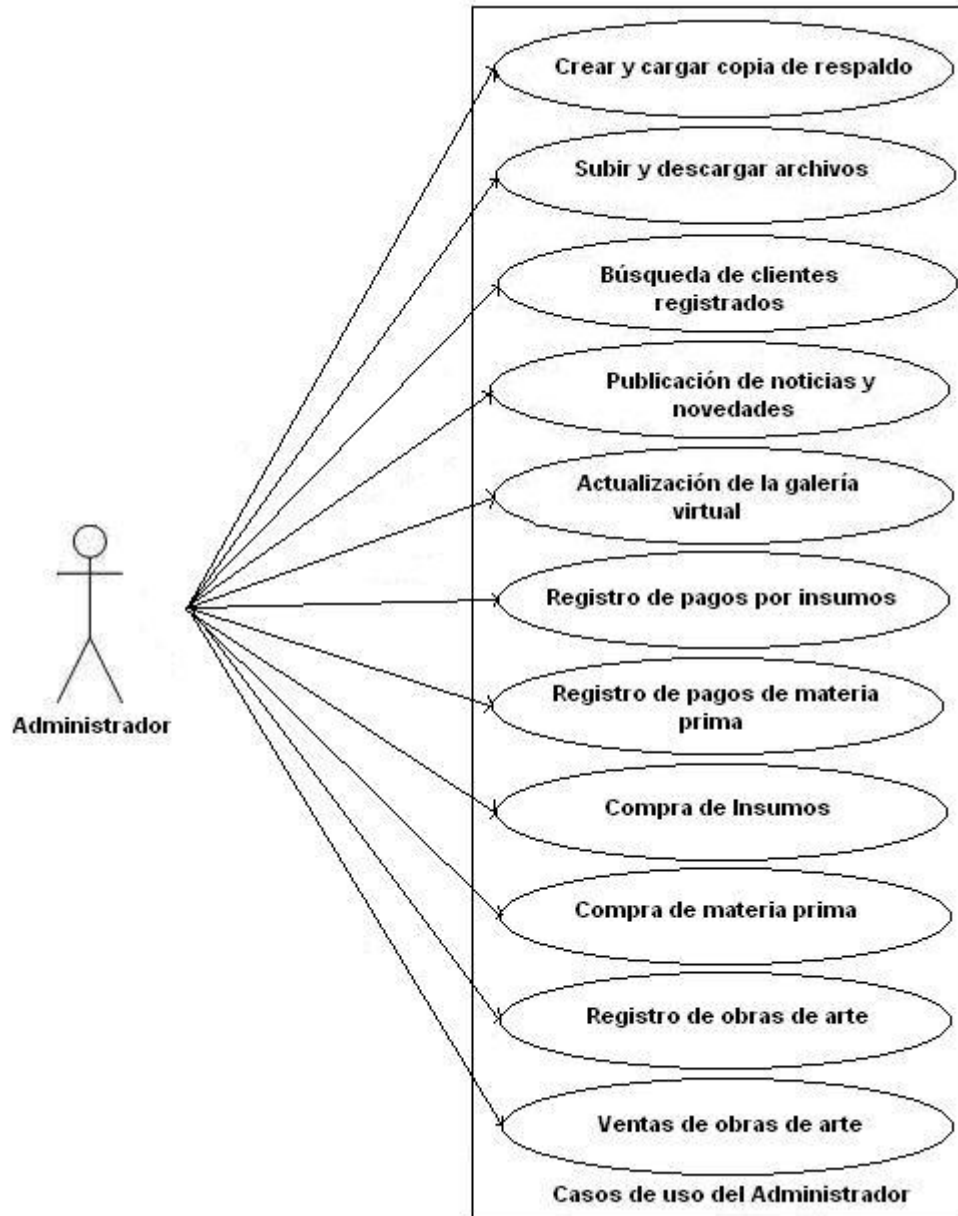 Crear y cargar copia de respaldo
Subir y descargar archivos
Búsqueda de clientes
registrados
Publicación de noticias y
novedades
Actualización de la galería
virtual
Registro de pagos por insumos
Registro de pagos de materia
prima
Compra de Insumos
Compra de materia prima
Registro de obras de arte
Ventas de obras de arte
Casos de uso del Administrador
Administrador